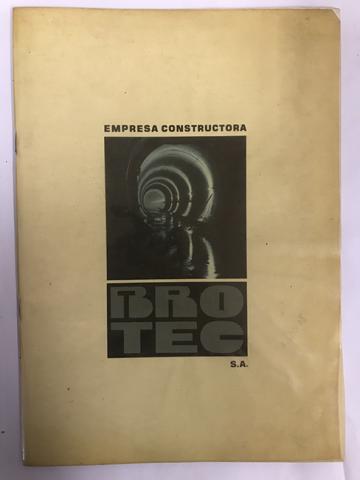 EMPRESA CONSTRUCTORA
BRO
TEC
S.A.